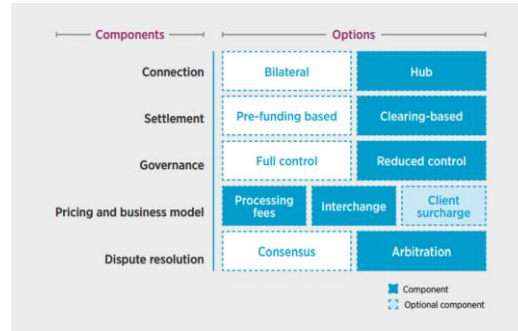 Components Options
Connection Bilateral Hub
Settlement Pre-funding based Clearing-based
Governance Full control Reduced control
Pricing and business model Processing
fees Interchange Client
surcharge
Dispute resolution Consensus Arbitration
Component
Optional component